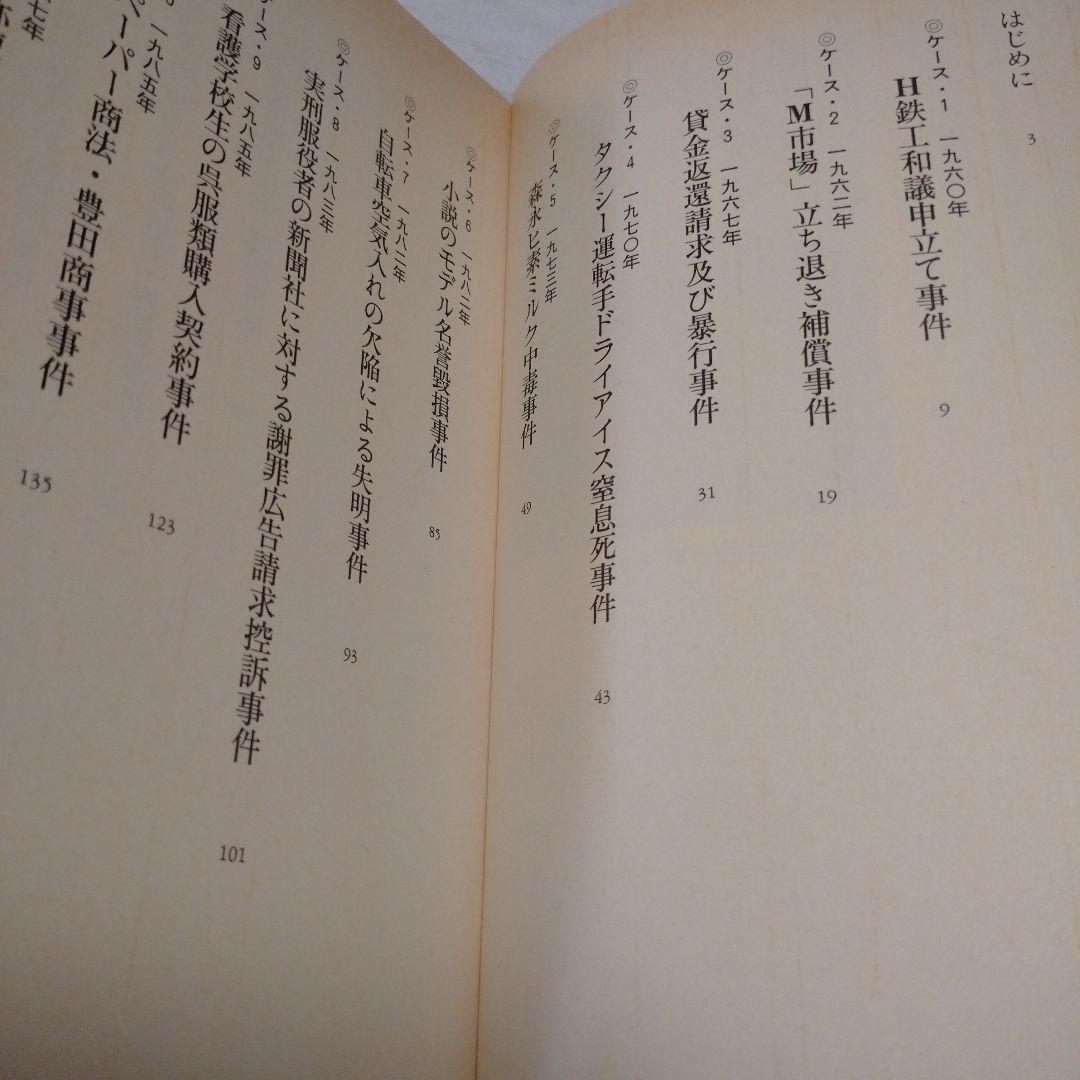 はじめに
3
◎ケース・1 一九六〇年
H鉄工和議申立て事件
9
◎ケース・2 一九六二年
「M市場」立ち退き補償事件
19
◎ケース・3 一九六七年
貸金返還請求及び暴行事件
31
◎ケース・4 一九七〇年
タクシー運転手ドライアイス窒息死事件
43
◎ケース・5 一九七三年
森永ヒ素ミルク中毒事件
49
◎ケース・6 一九八二年
小説のモデル名誉毀損事件
85
◎ケース・7 一九八二年
自転車空気入れの欠陥による失明事件
93
◎ケース・8 一九八三年
実刑服役者の新聞社に対する謝罪広告請求控訴事件
101
ケース・9 一九八五年
看護学校生の呉服類購入契約事件
123
一九八五年
ペーパー商法・豊田商事事件
135
七年